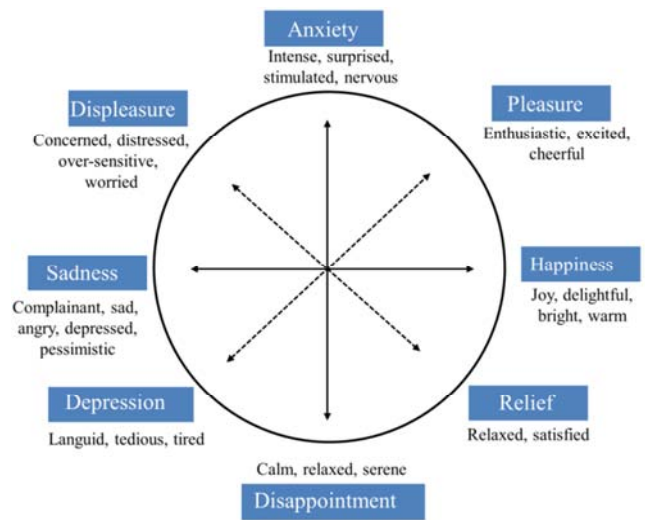 Anxiety
Intense, surprised,
stimulated, nervous
Displeasure
Concerned, distressed,
over-sensitive,
worried
Pleasure
Enthusiastic, excited,
cheerful
Sadness
Complainant, sad,
angry, depressed,
pessimistic
Happiness
Joy, delightful,
bright, warm
Depression
Languid, tedious, tired
Relief
Relaxed, satisfied
Calm, relaxed, serene
Disappointment